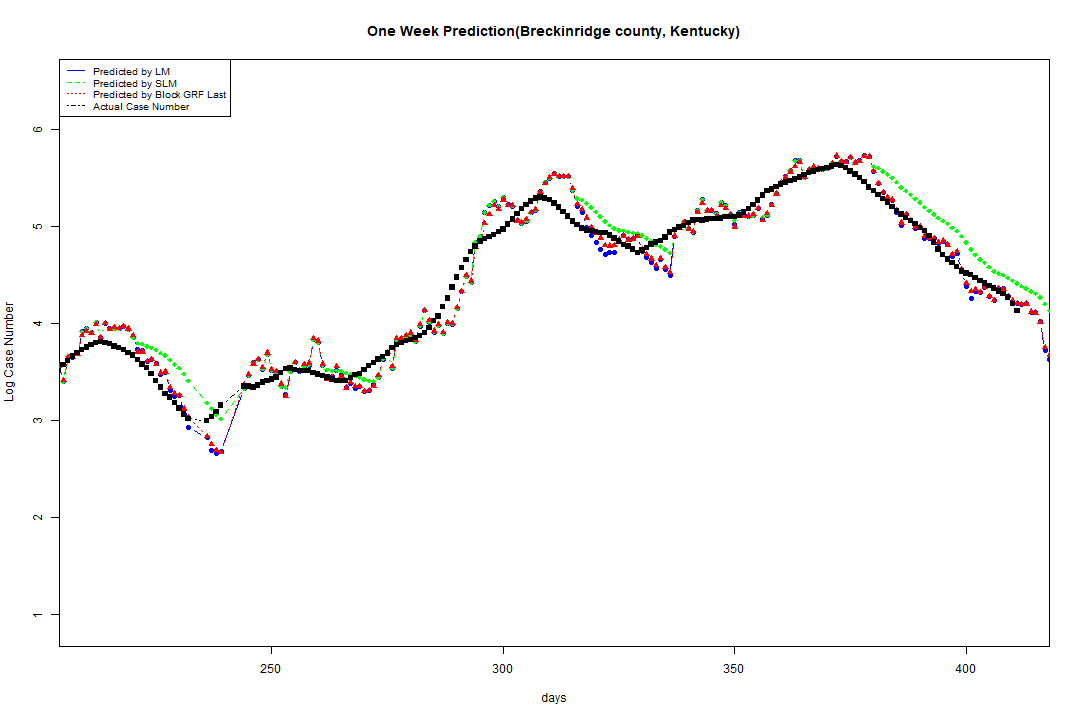 One Week Prediction(Breckinridge county, Kentucky)
Predicted by LM
Predicted by SLM
Predicted by Block GRF Last
Actual Case Number
6
5
4
3
2
1
Log Case Number
250
300
350
400
days